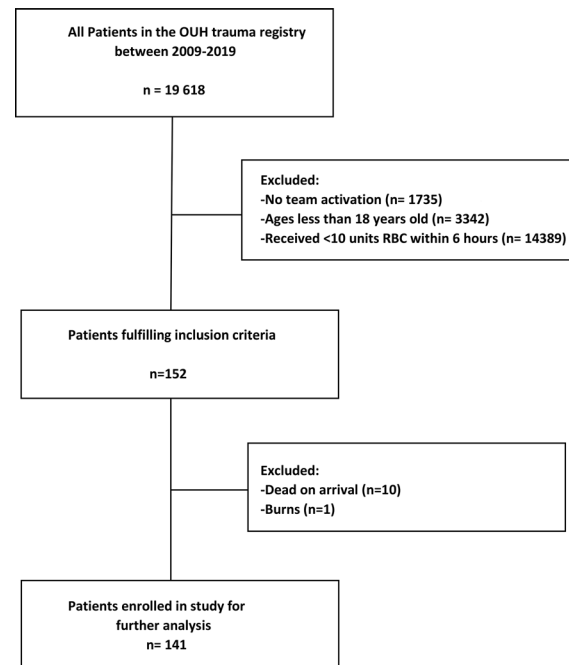 All Patients in the OUH trauma registry
between 2009-2019
n = 19 618
Excluded:
-No team activation (n= 1735)
-Ages less than 18 years old (n= 3342)
-Received <10 units RBC within 6 hours (n= 14389)
Patients fulfilling inclusion criteria
n=152
Excluded:
-Dead on arrival (n=10)
-Burns (n=1)
Patients enrolled in study for
further analysis
n= 141